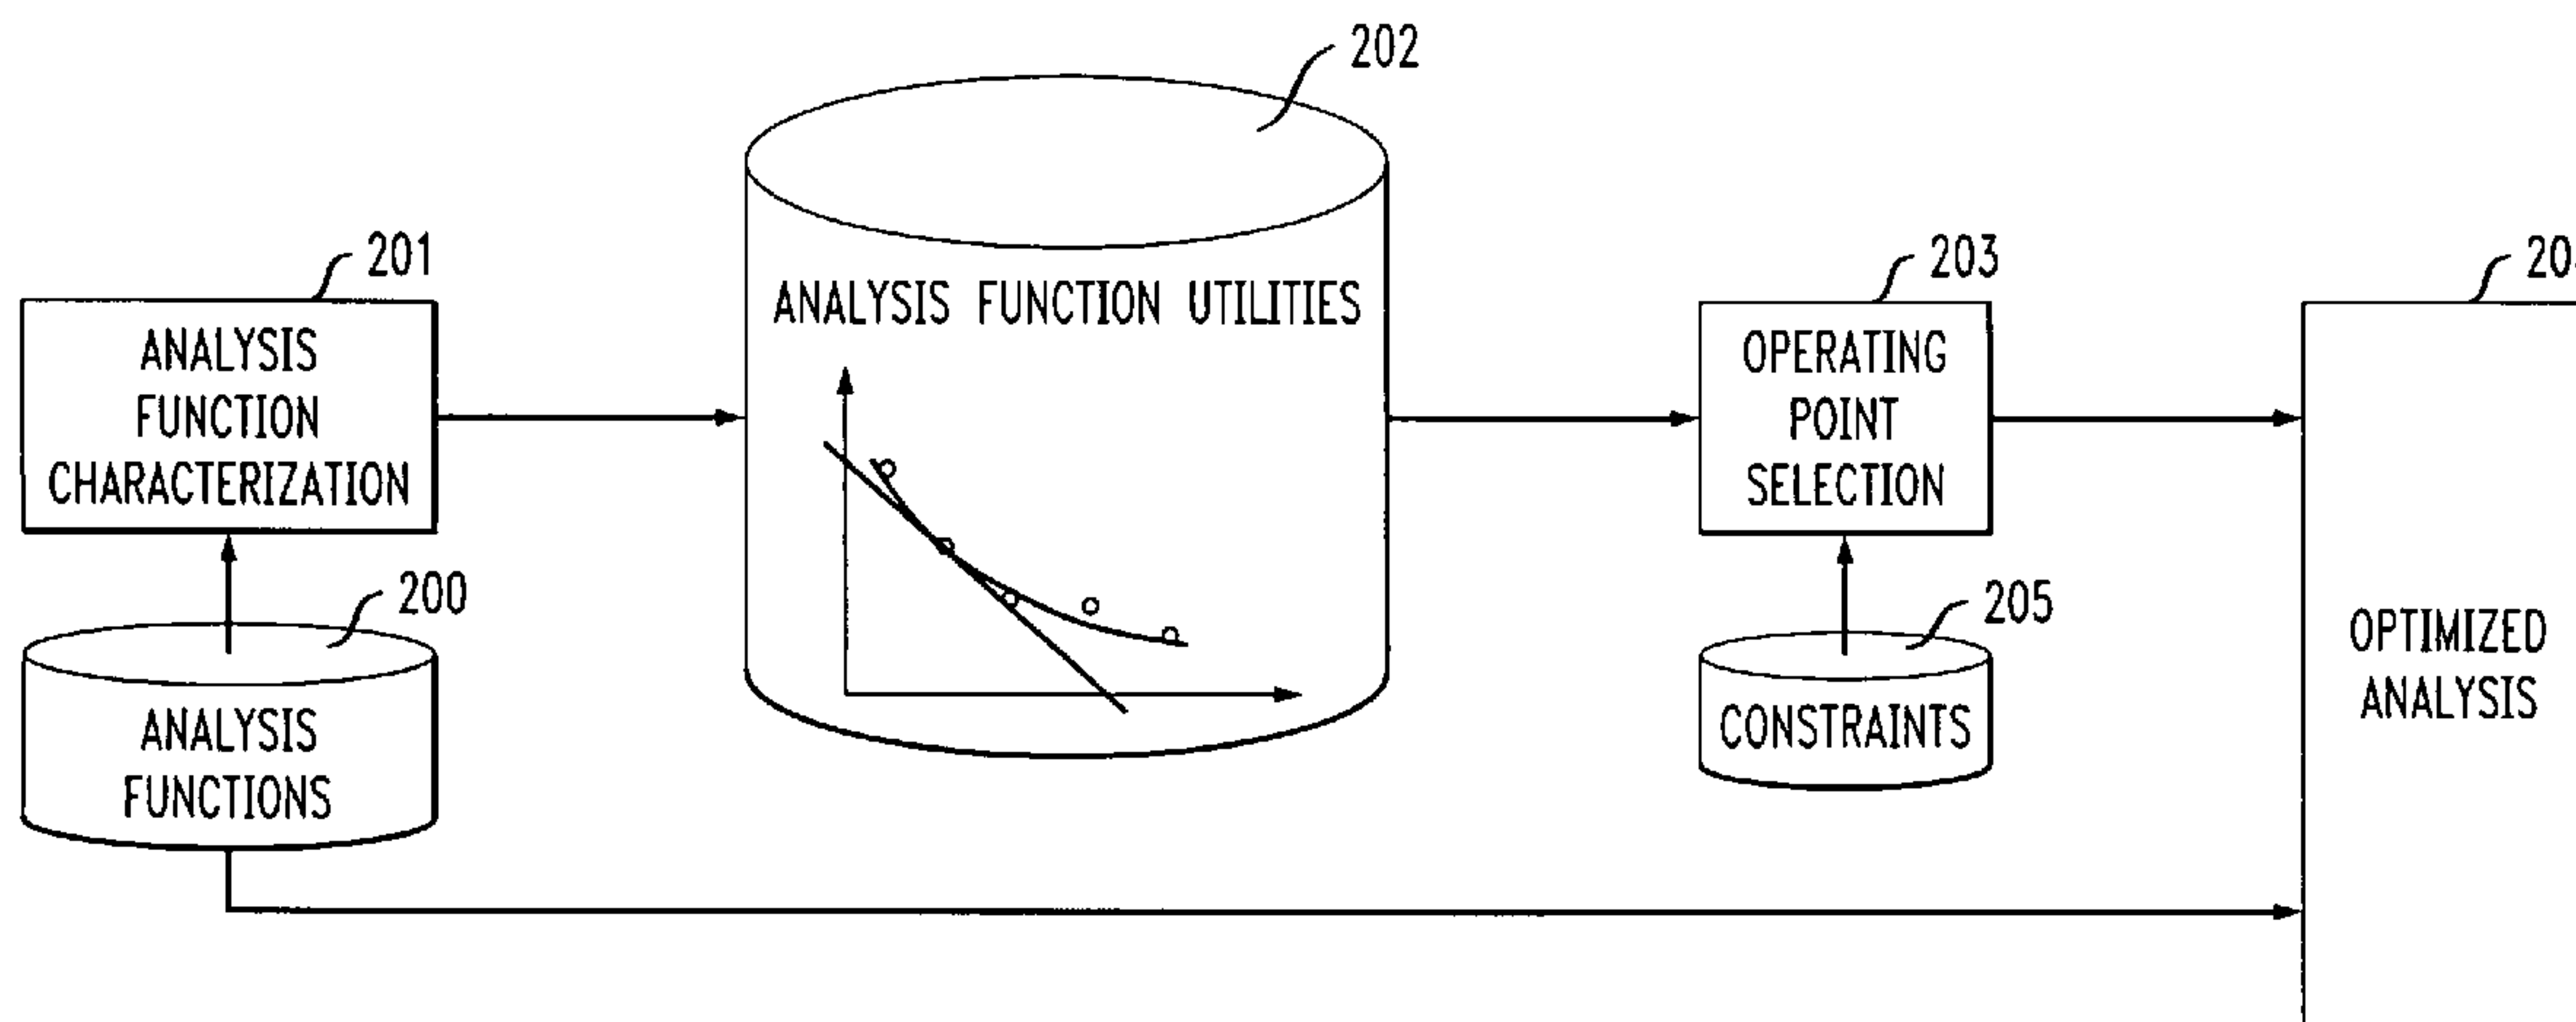 202
201
ANALYSIS
FUNCTION
CHARACTERIZATION
ANALYSIS FUNCTION UTILITIES
203
OPERATING
POINT
SELECTION
200
ANALYSIS
FUNCTIONS
205
CONSTRAINTS
OPTIMIZED
ANALYSIS